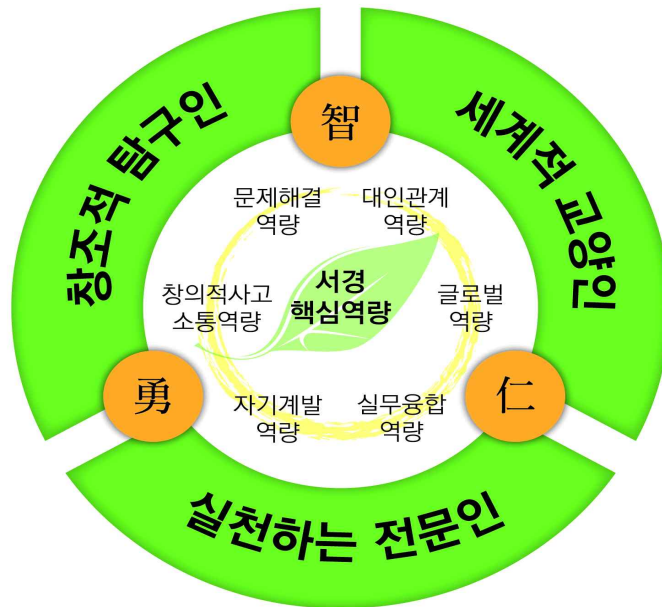 智
창조적 탐구인
세계적 교양인
문제해결
역량
대인관계
역량
창의적사고
소통역량
서경
핵심역량
글로벌
역량
勇
仁
자기계발
역량
실무융합
역량
실천하는 전문인